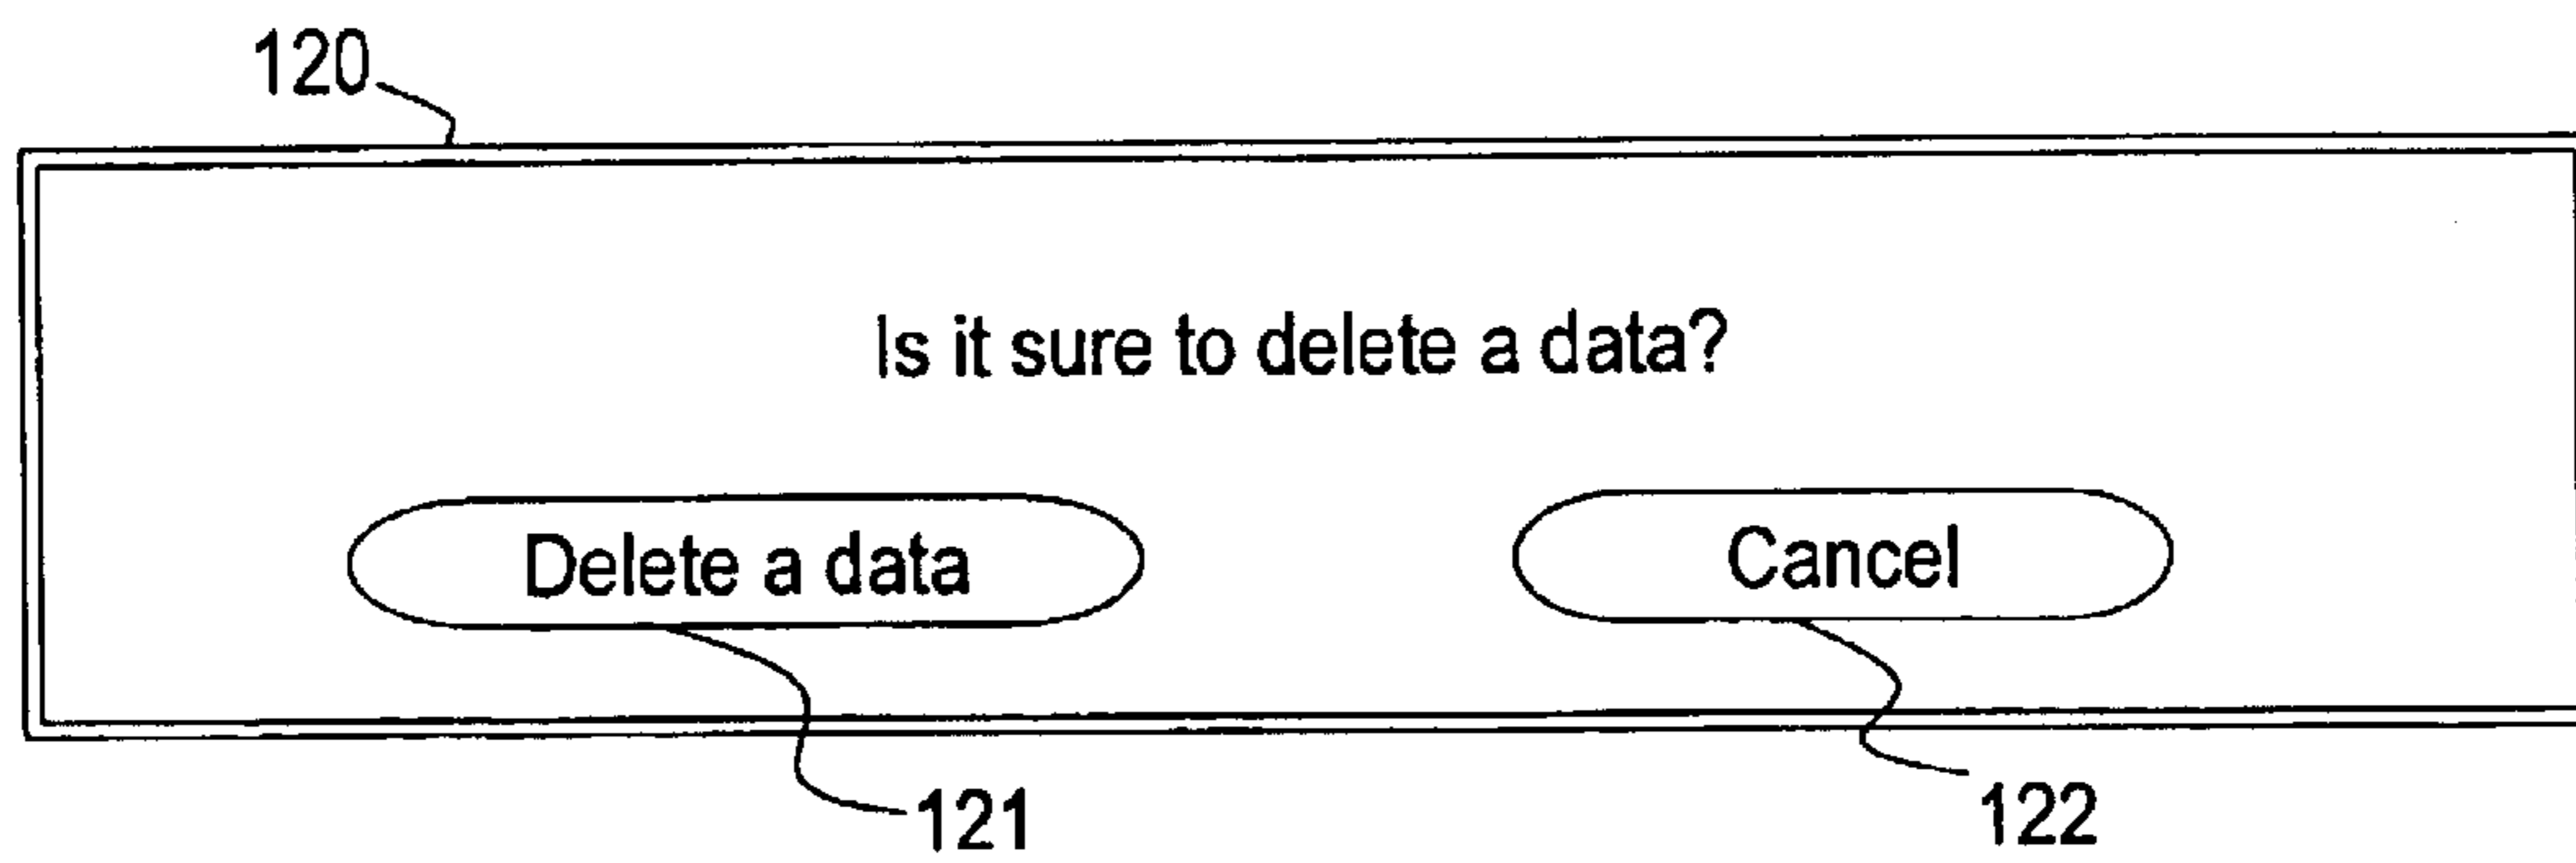 120
Is it sure to delete a data?
Delete a data
Cancel
121
122